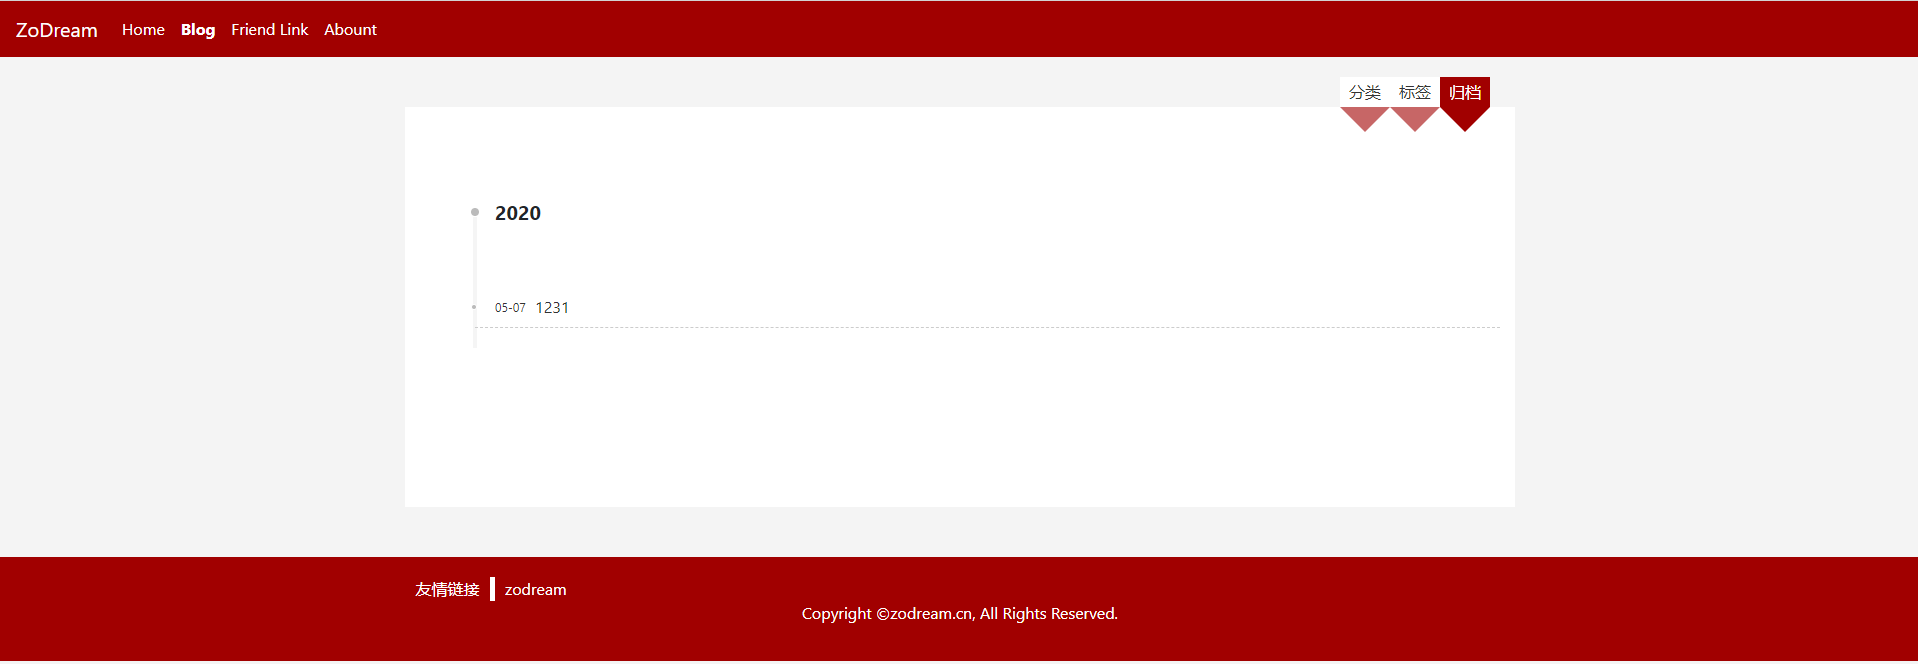 ZoDream Home Blog Friend Link Abount
分类 标签 归档
2020
05-07 1231
友情链接 zodream
Copyright ©zodream.cn, All Rights Reserved.